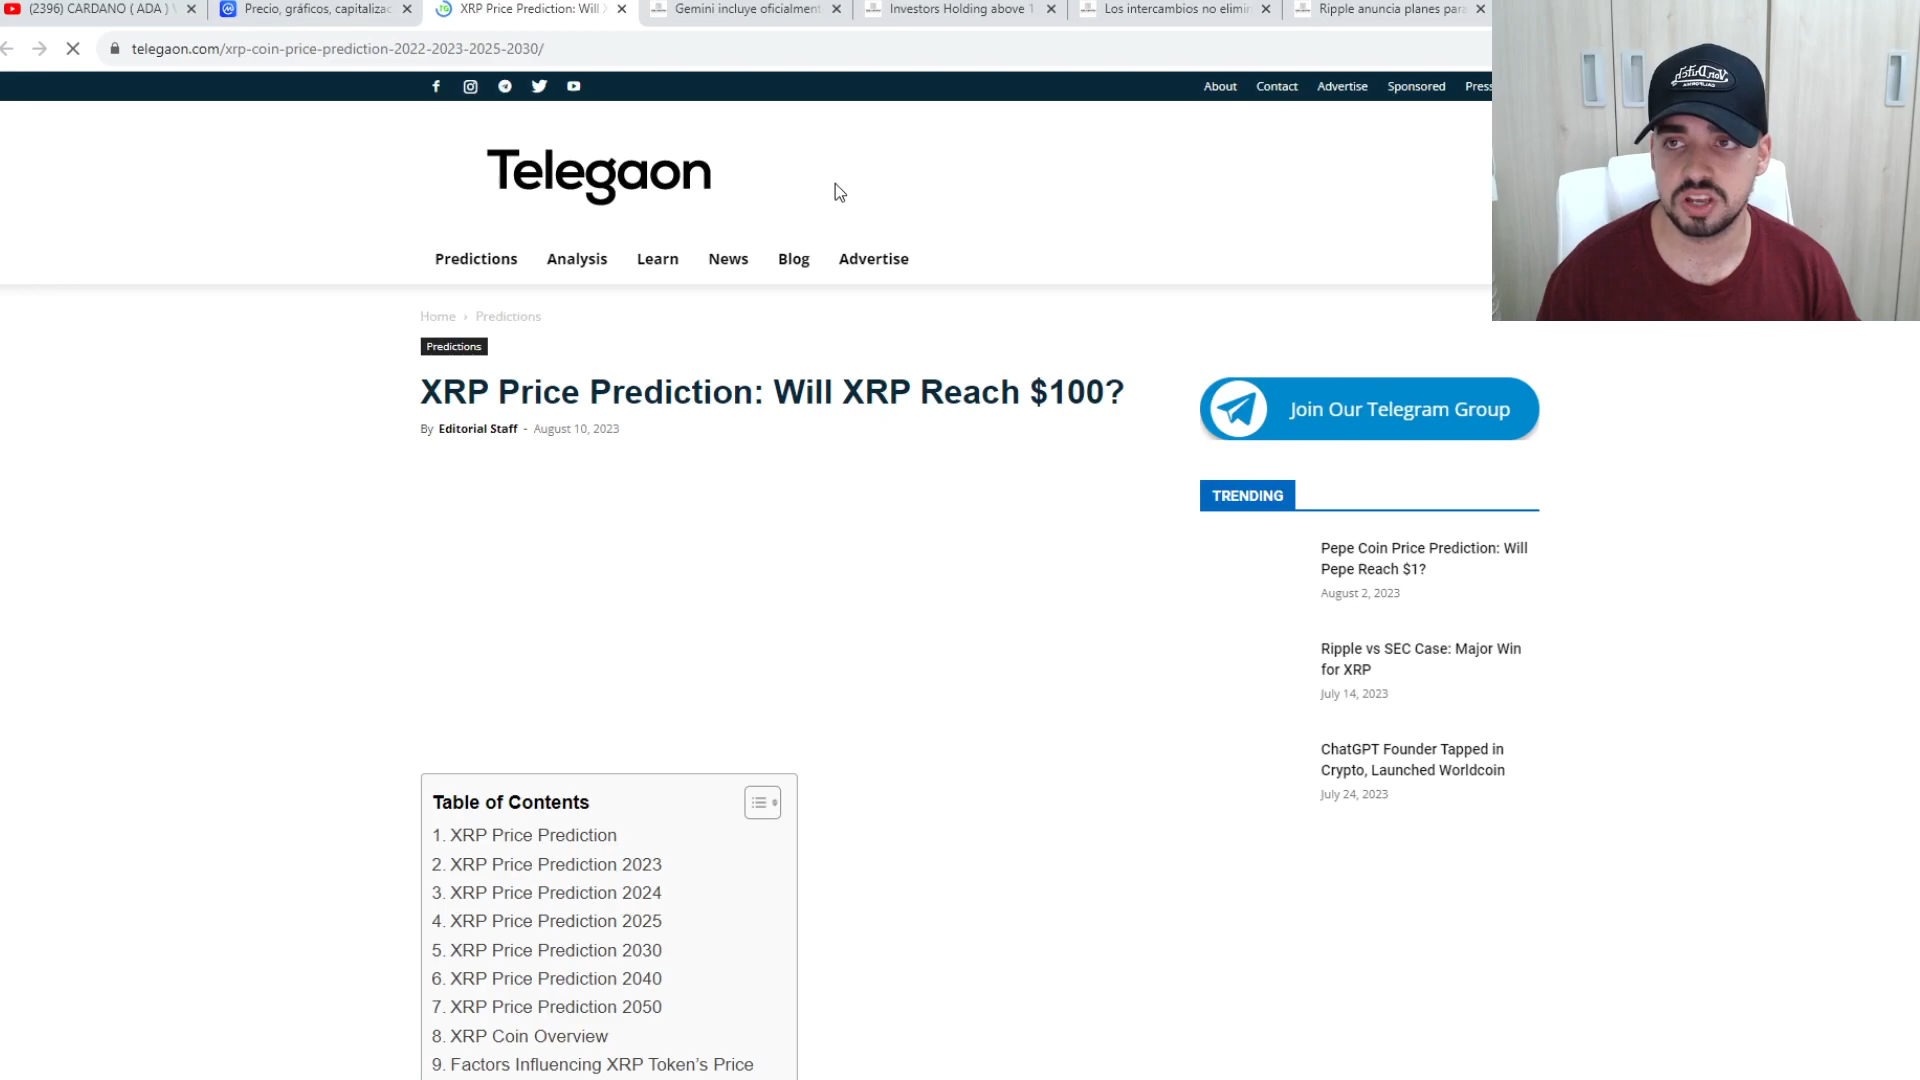 (2396) CARDANO ( ADA )
Precio, gráficos, capitalizac
XRP Price Prediction: Will
Gemini incluye oficialment
Investors Holding above 1
Los intercambios no elimin
Ripple anuncia planes para
telegaon.com/xrp-coin-price-prediction-2022-2023-2025-2030/
About Contact Advertise Sponsored Press
Telegaon
Predictions Analysis Learn News Blog Advertise
Home › Predictions
Predictions
XRP Price Prediction: Will XRP Reach $100?
By Editorial Staff - August 10, 2023
Join Our Telegram Group
TRENDING
Pepe Coin Price Prediction: Will
Pepe Reach $1?
August 2, 2023
Ripple vs SEC Case: Major Win
for XRP
July 14, 2023
ChatGPT Founder Tapped in
Crypto, Launched Worldcoin
July 24, 2023
Table of Contents
1. XRP Price Prediction
2. XRP Price Prediction 2023
3. XRP Price Prediction 2024
4. XRP Price Prediction 2025
5. XRP Price Prediction 2030
6. XRP Price Prediction 2040
7. XRP Price Prediction 2050
8. XRP Coin Overview
9. Factors Influencing XRP Token's Price
Von Dutch